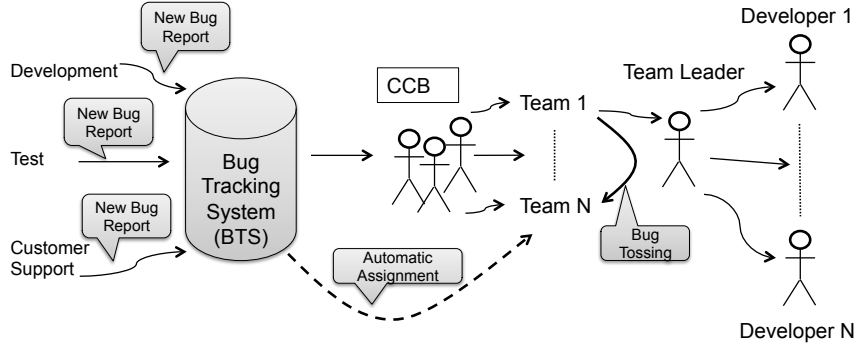 New Bug
Report
Development
New Bug
Report
Test
New Bug
Report
Customer
Support
Bug
Tracking
System
(BTS)
Automatic
Assignment
CCB
Team 1
Team N
Bug
Tossing
Team Leader
Developer 1
Developer N